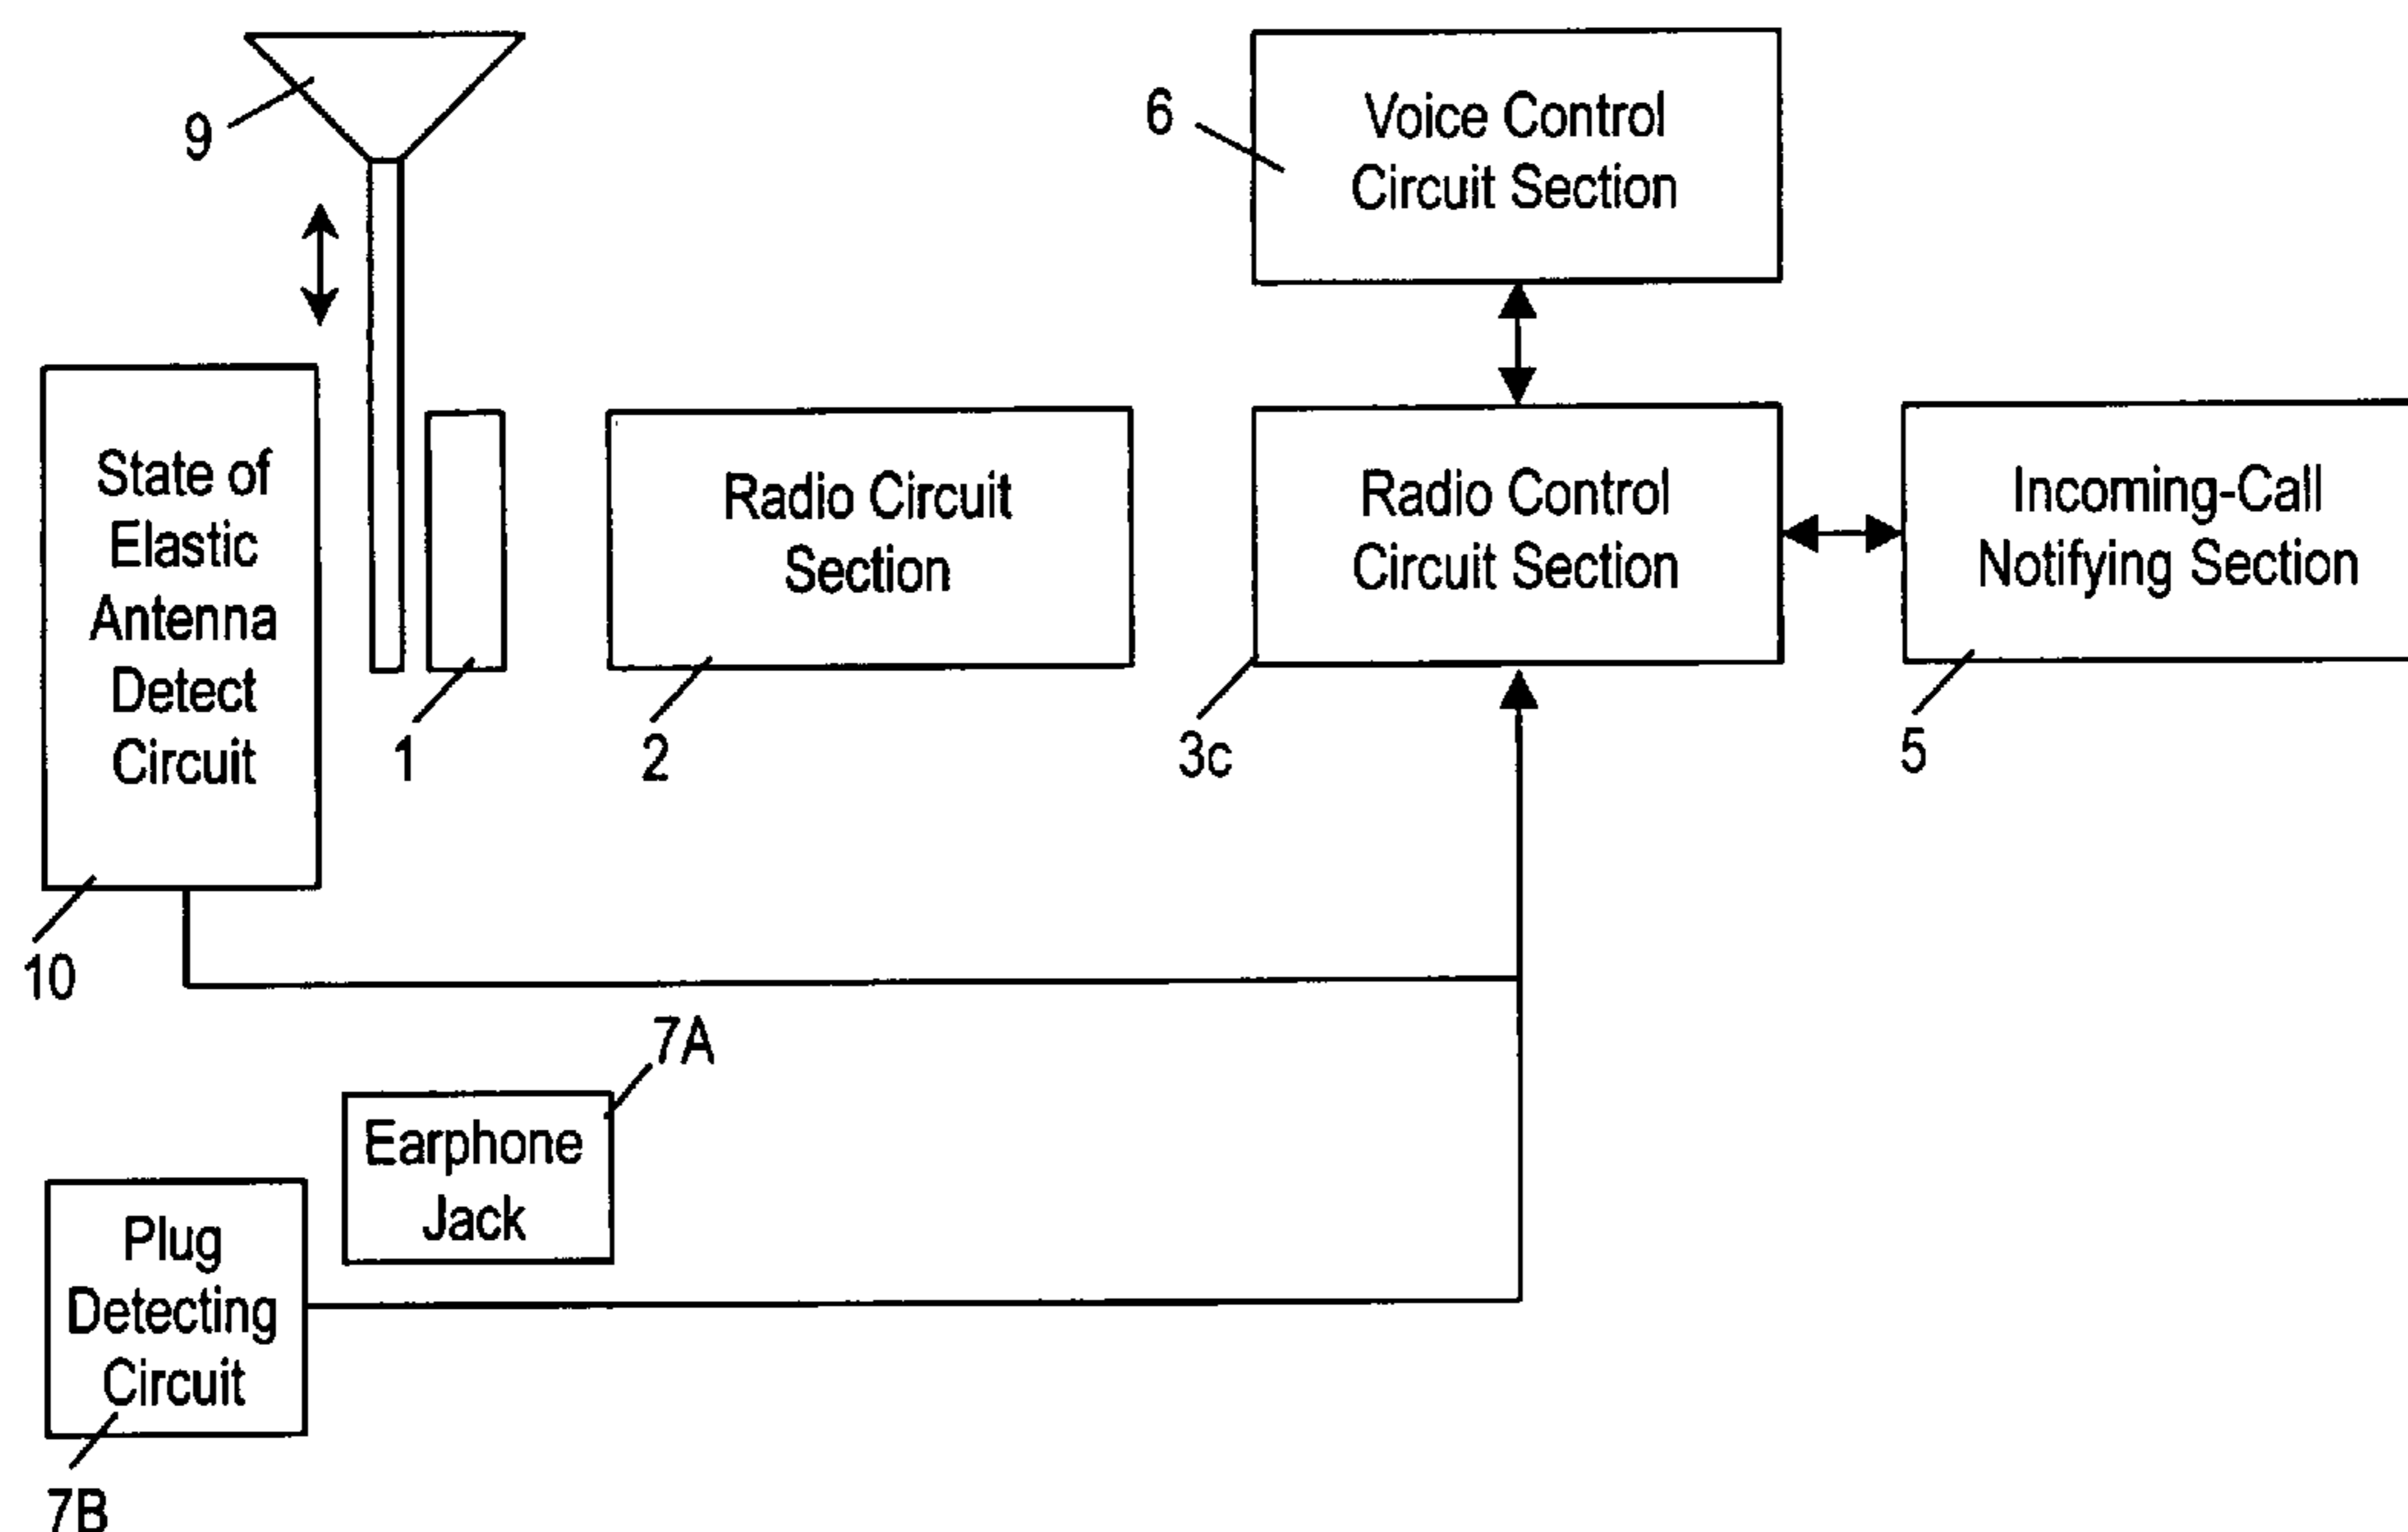 9
6
Voice Control
Circuit Section
State of
Elastic
Antenna
Detect
Circuit
10
1
Radio Circuit
Section
2
Radio Control
Circuit Section
3c
Incoming-Call
Notifying Section
5
7A
Earphone
Jack
Plug
Detecting
Circuit
7B